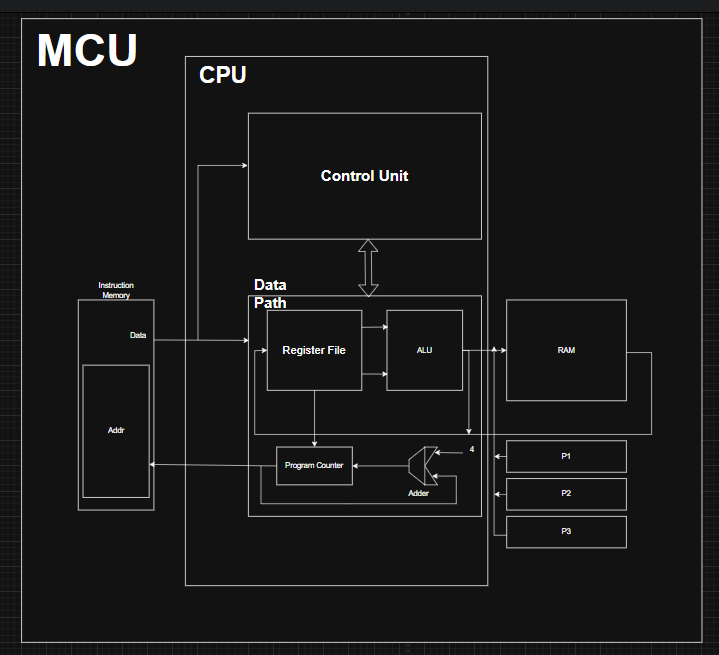 MCU
CPU
Control Unit
Instruction
Memory
Data
Path
Data
Register File
ALU
RAM
Addr
Program Counter
4
Adder
P1
P2
P3